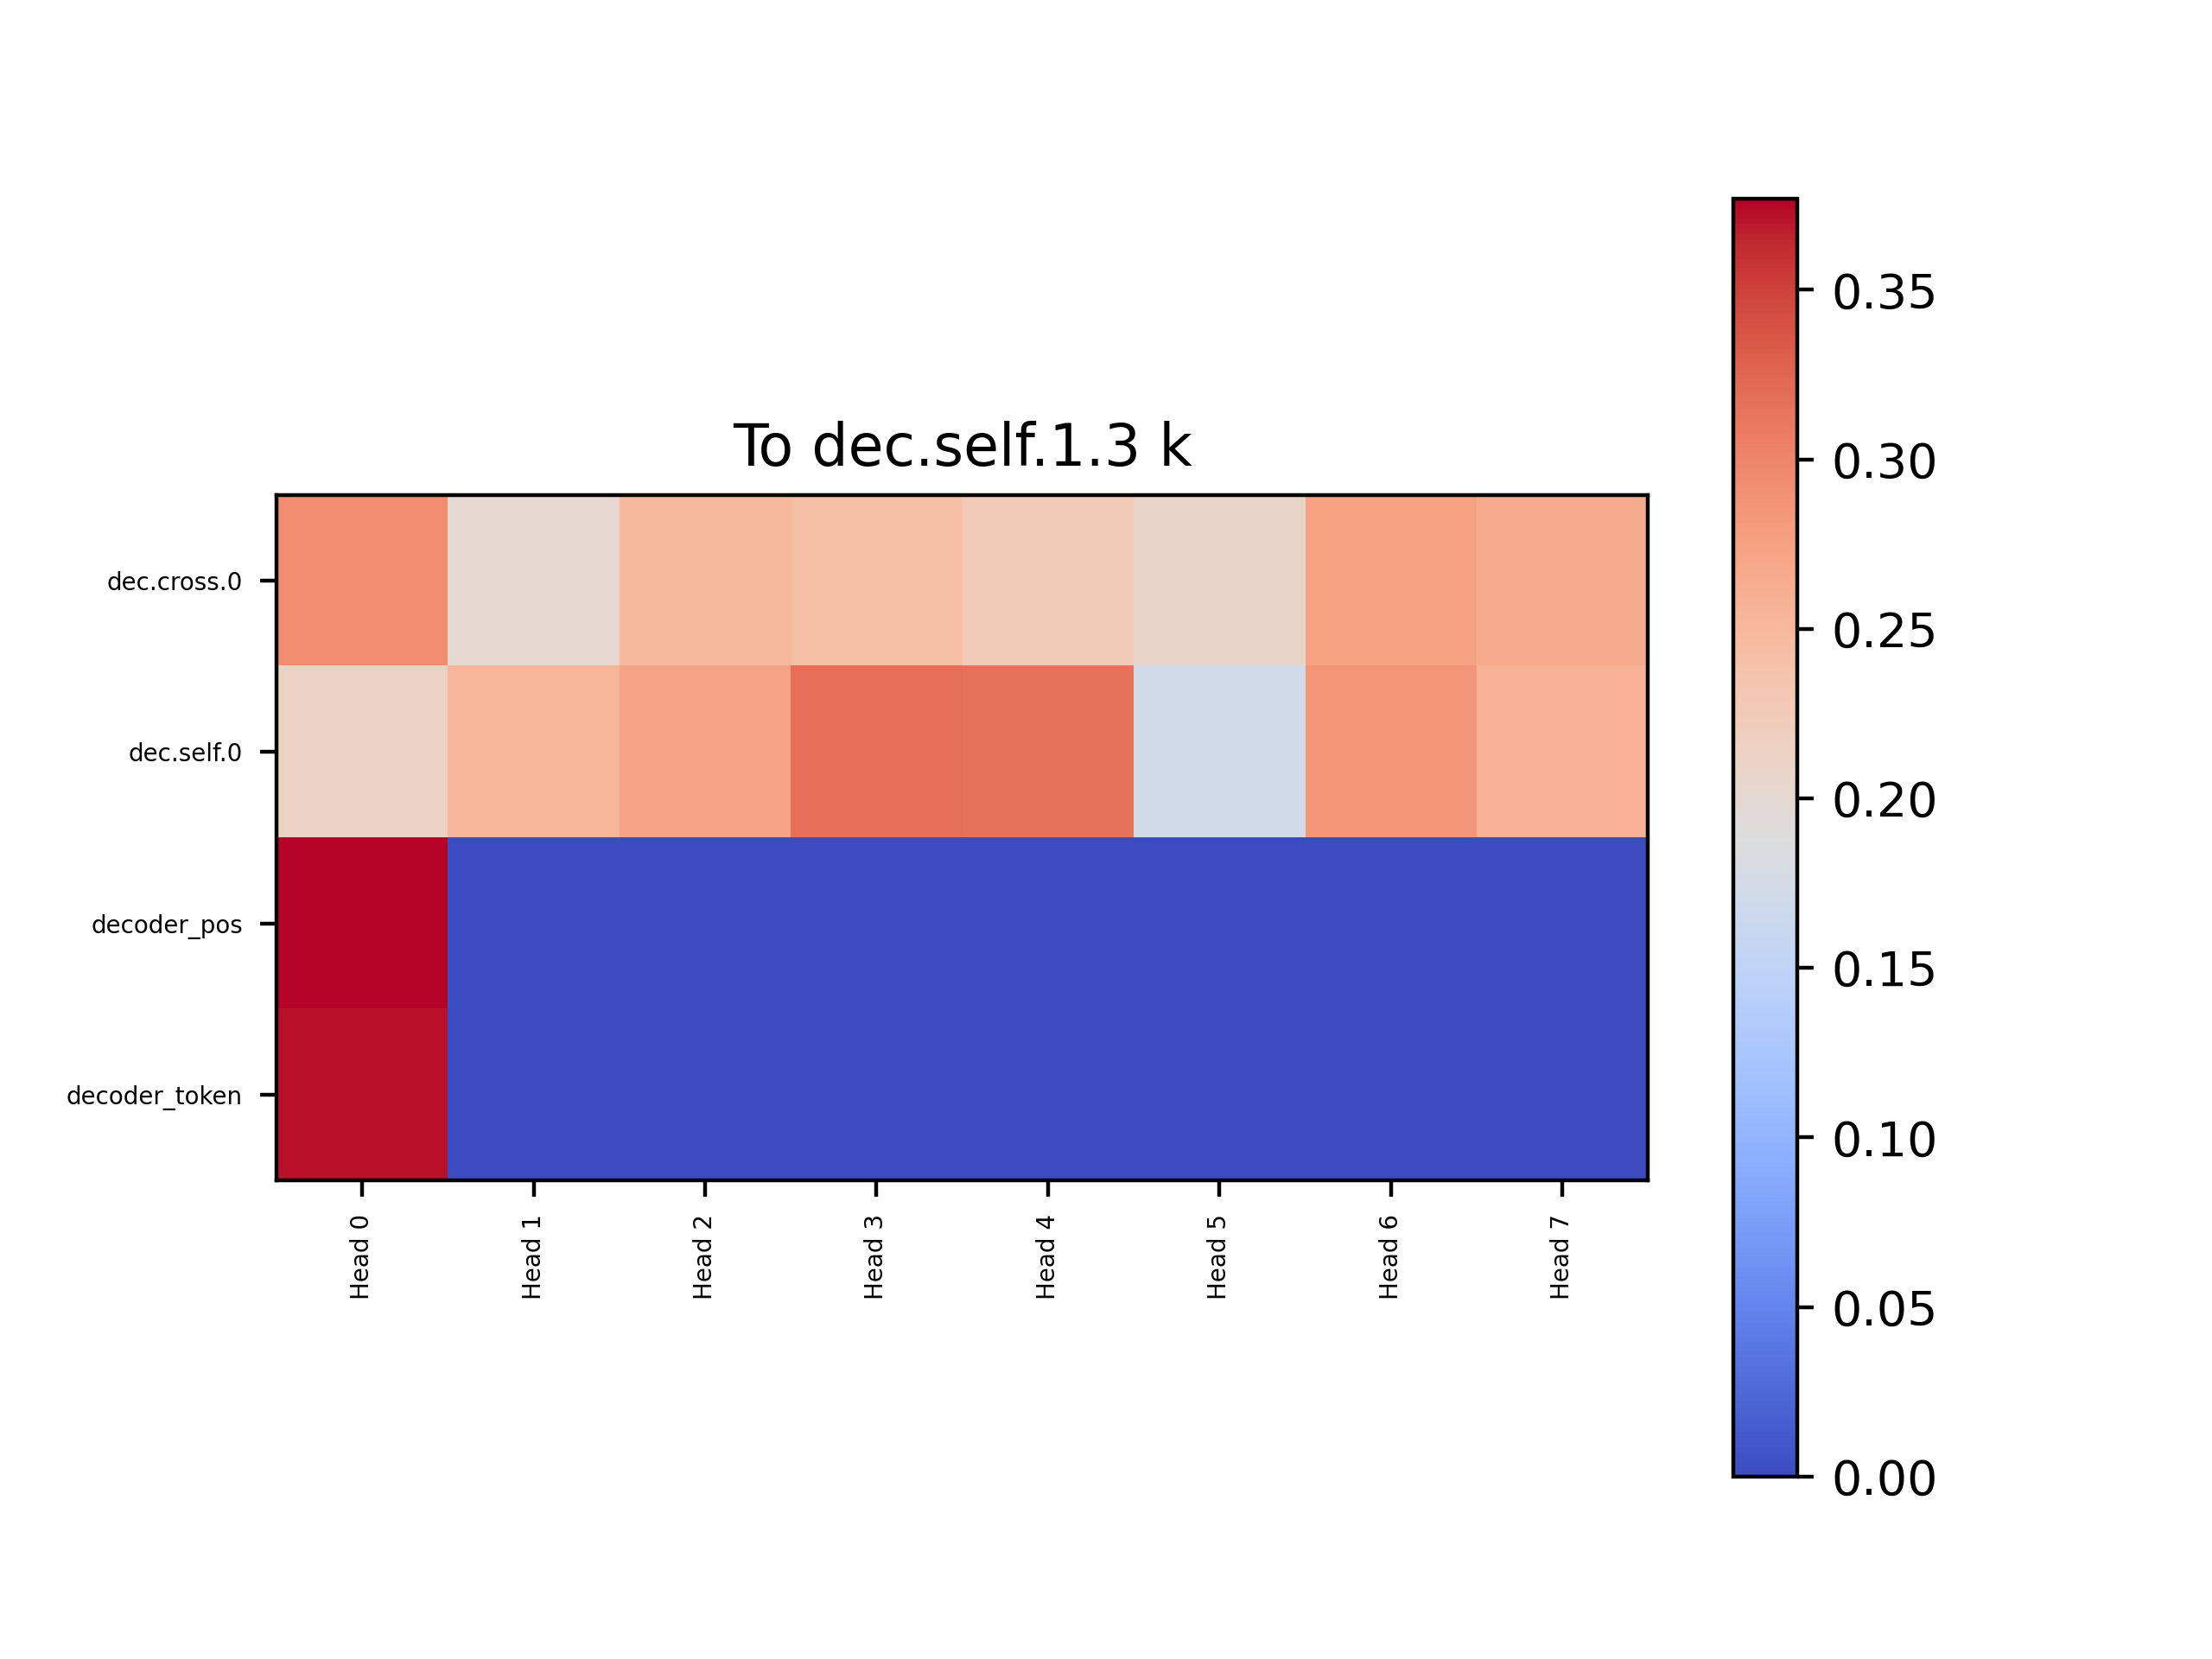 To dec.self.1.3 k
dec.cross.0
dec.self.0
decoder_pos
decoder_token
Head 0
Head 1
Head 2
Head 3
Head 4
Head 5
Head 6
Head 7
0.35
0.30
0.25
0.20
0.15
0.10
0.05
0.00